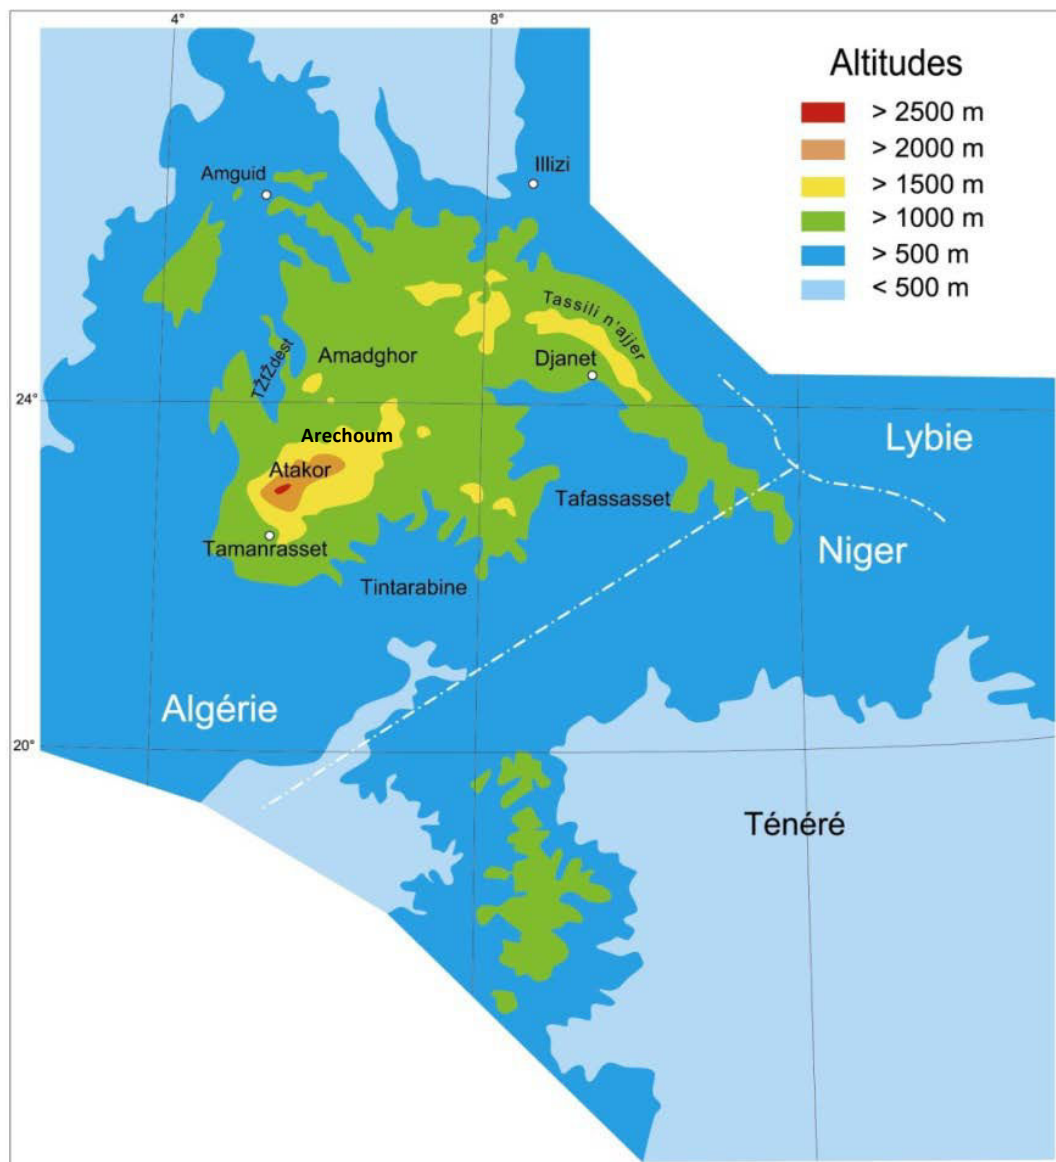 4°
8°
Altitudes
> 2500 m
> 2000 m
> 1500 m
> 1000 m
> 500 m
< 500 m
Illizi
Amguid
Tassili n'ajjer
Djanet
Amadghor
TŽfŽdest
24°
Arechoum
Atakor
Lybie
Tafassasset
Tamanrasset
Niger
Tintarabine
Algérie
20°
Ténéré